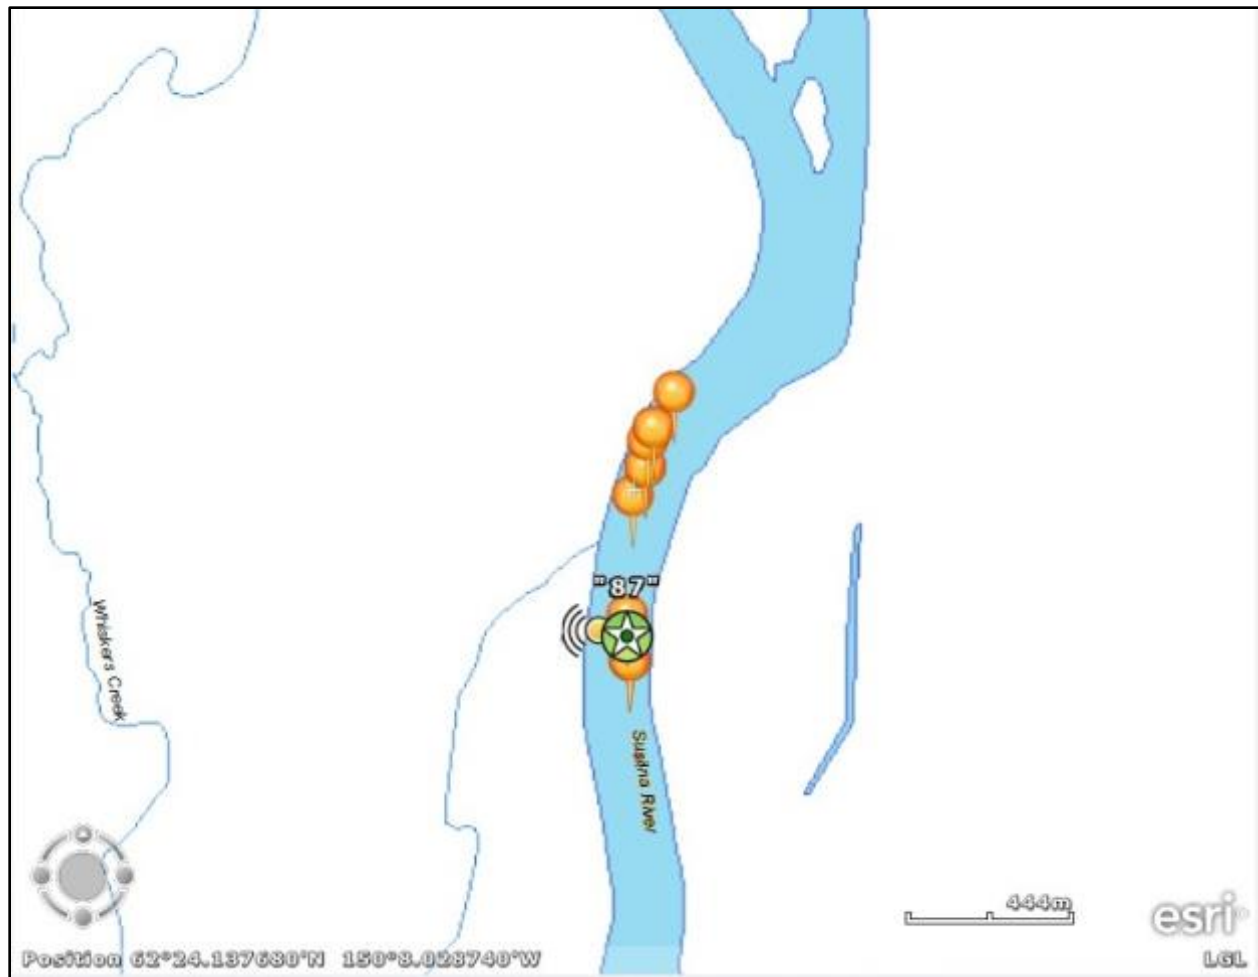 "87"
Whiskers Creek
Susitna River
444m
esri
Position 62°24.137680'N 150°8.028740'W
LGL